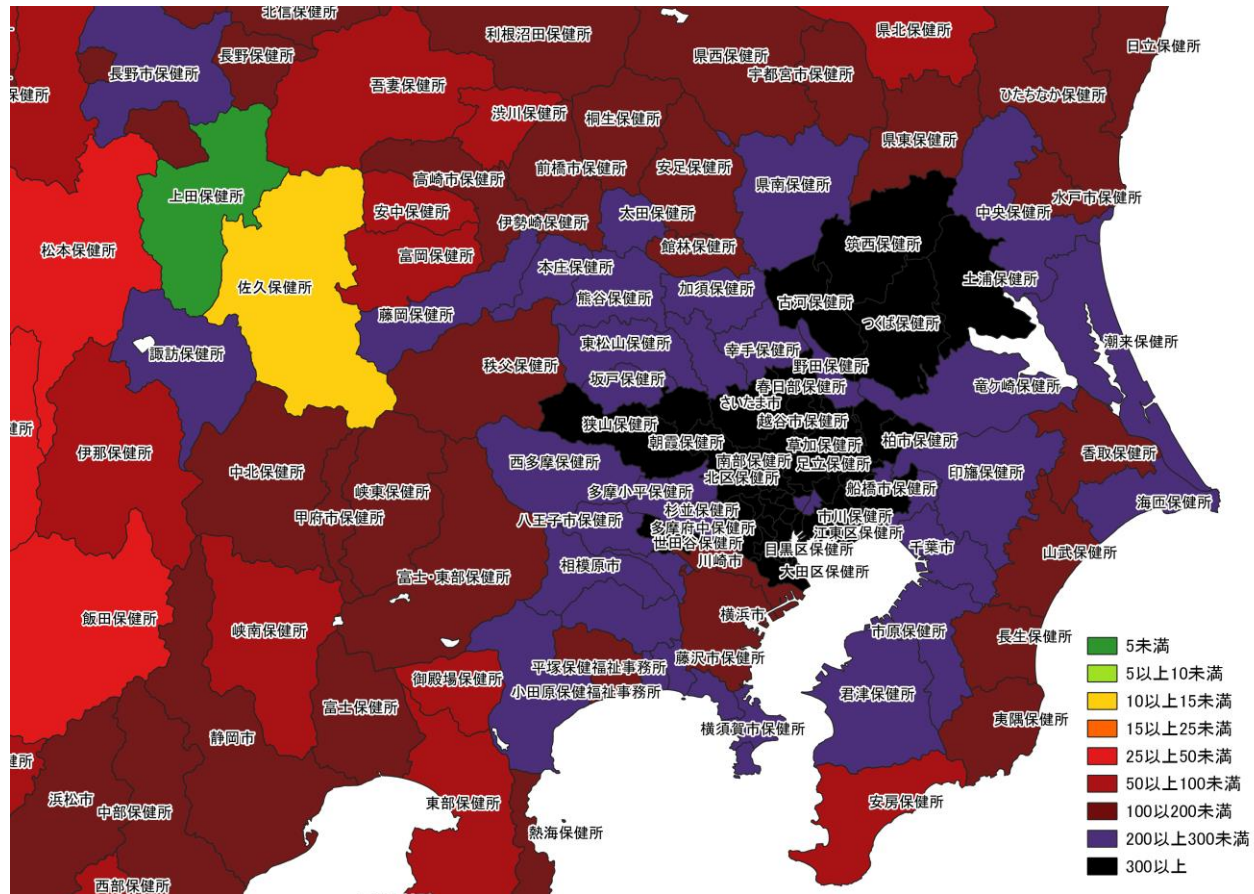 北信保健所
利根沼田保健所
県西保健所
県北保健所
日立保健所
長野保健所
長野市保健所
吾妻保健所
宇都宮市保健所
保健所
渋川保健所
桐生保健所
ひたちなか保健所
県東保健所
高崎市保健所
前橋市保健所
安足保健所
県南保健所
上田保健所
安中保健所
伊勢崎保健所
太田保健所
中央保健所
水戸市保健所
松本保健所
富岡保健所
館林保健所
筑西保健所
佐久保健所
本庄保健所
熊谷保健所
加須保健所
古河保健所
土浦保健所
藤岡保健所
つくば保健所
諏訪保健所
東松山保健所
幸手保健所
潮来保健所
秩父保健所
坂戸保健所
野田保健所
春日部保健所
竜ケ崎保健所
さいたま市
健所
狭山保健所
越谷市保健所
伊那保健所
朝霞保健所
草加保健所
柏市保健所
香取保健所
中北保健所
峡東保健所
西多摩保健所
南部保健所
足立保健所
北区保健所
印旛保健所
多摩小平保健所
船橋市保健所
海匝保健所
甲府市保健所
八王子市保健所
杉並保健所
市川保健所
多摩府中保健所
江東区保健所
世田谷保健所
目黒区保健所
千葉市
山武保健所
川崎市
相模原市
大田区保健所
富士・東部保健所
飯田保健所
峡南保健所
横浜市
市原保健所
長生保健所
藤沢市保健所
平塚保健福祉事務所
御殿場保健所
小田原保健福祉事務所
君津保健所
富士保健所
夷隅保健所
静岡市
横須賀市保健所
健所
浜松市
中部保健所
東部保健所
安房保健所
熱海保健所
西部保健所
5未満
5以上10未満
10以上15未満
15以上25未満
25以上50未満
50以上100未満
100以200未満
200以上300未満
300以上